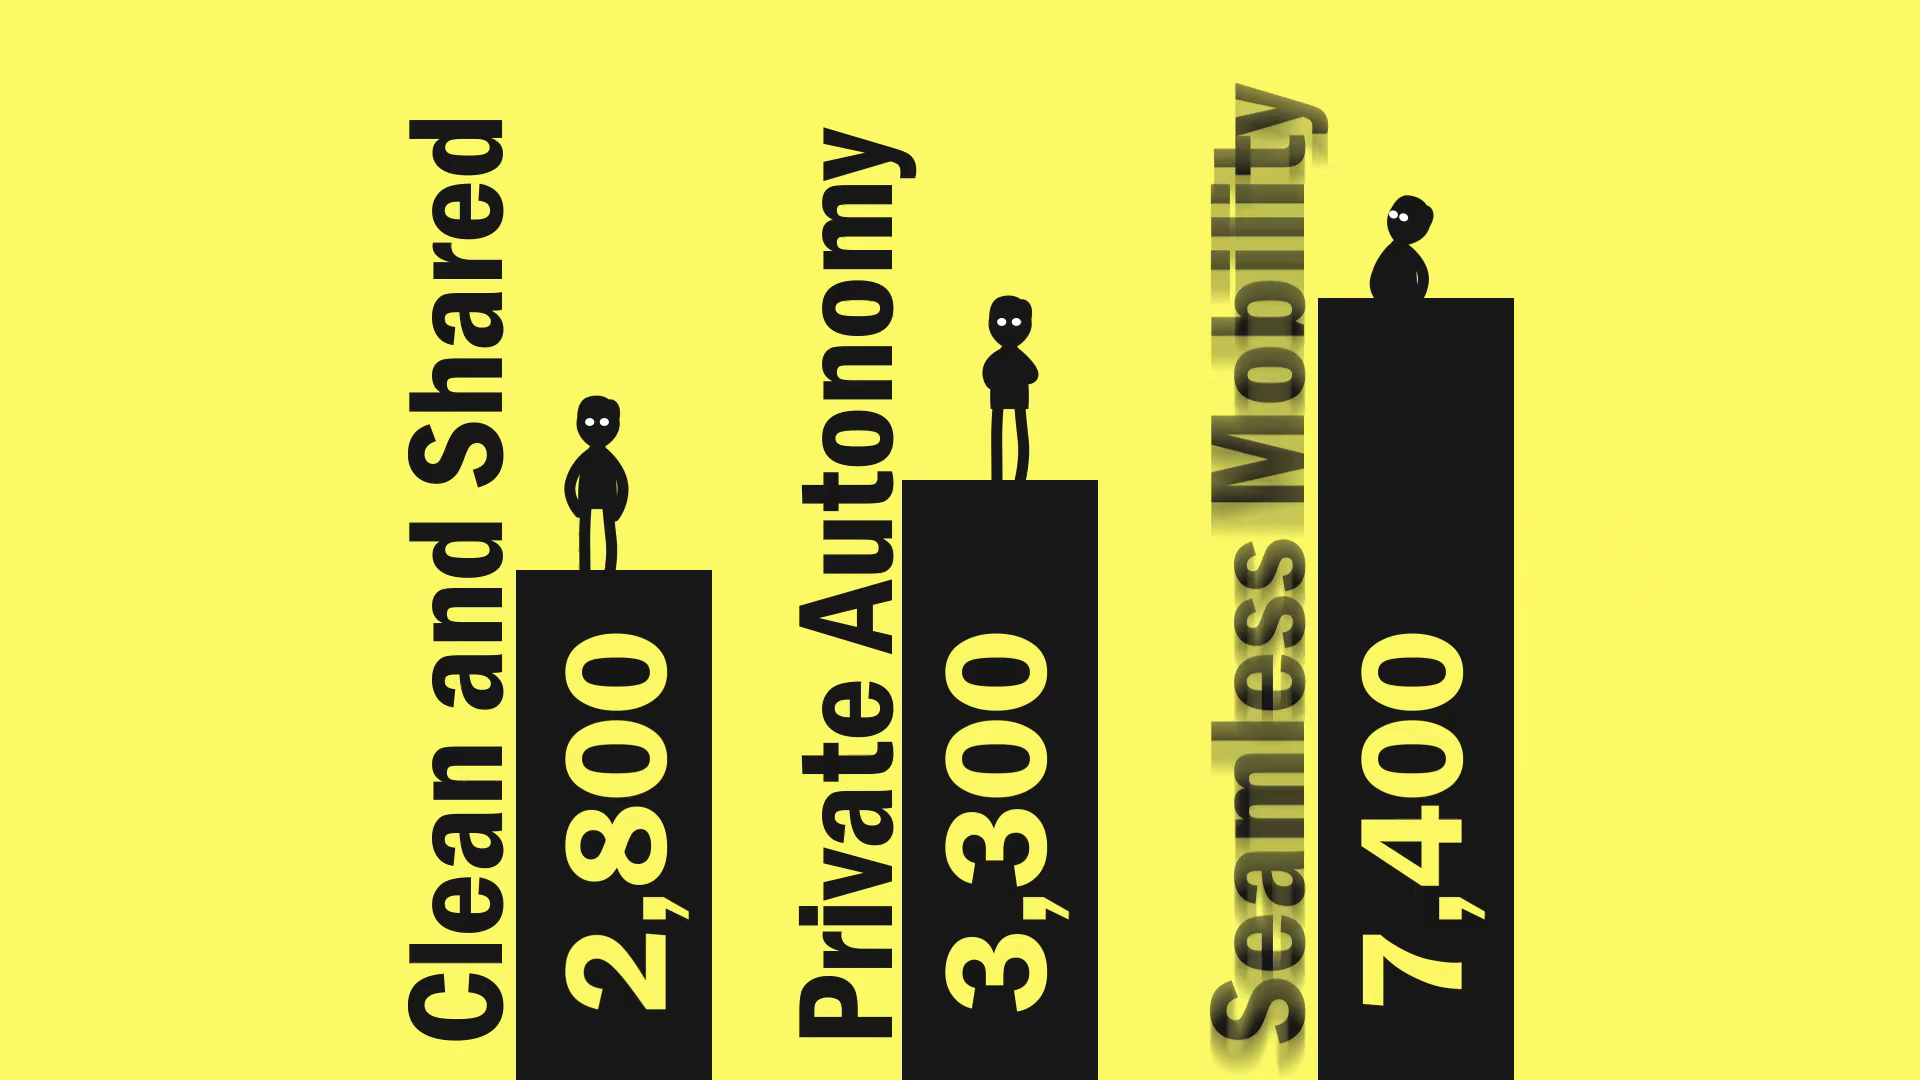 Clean and Shared
2,800
Private Autonomy
3,300
Seamless Mobility
7,400